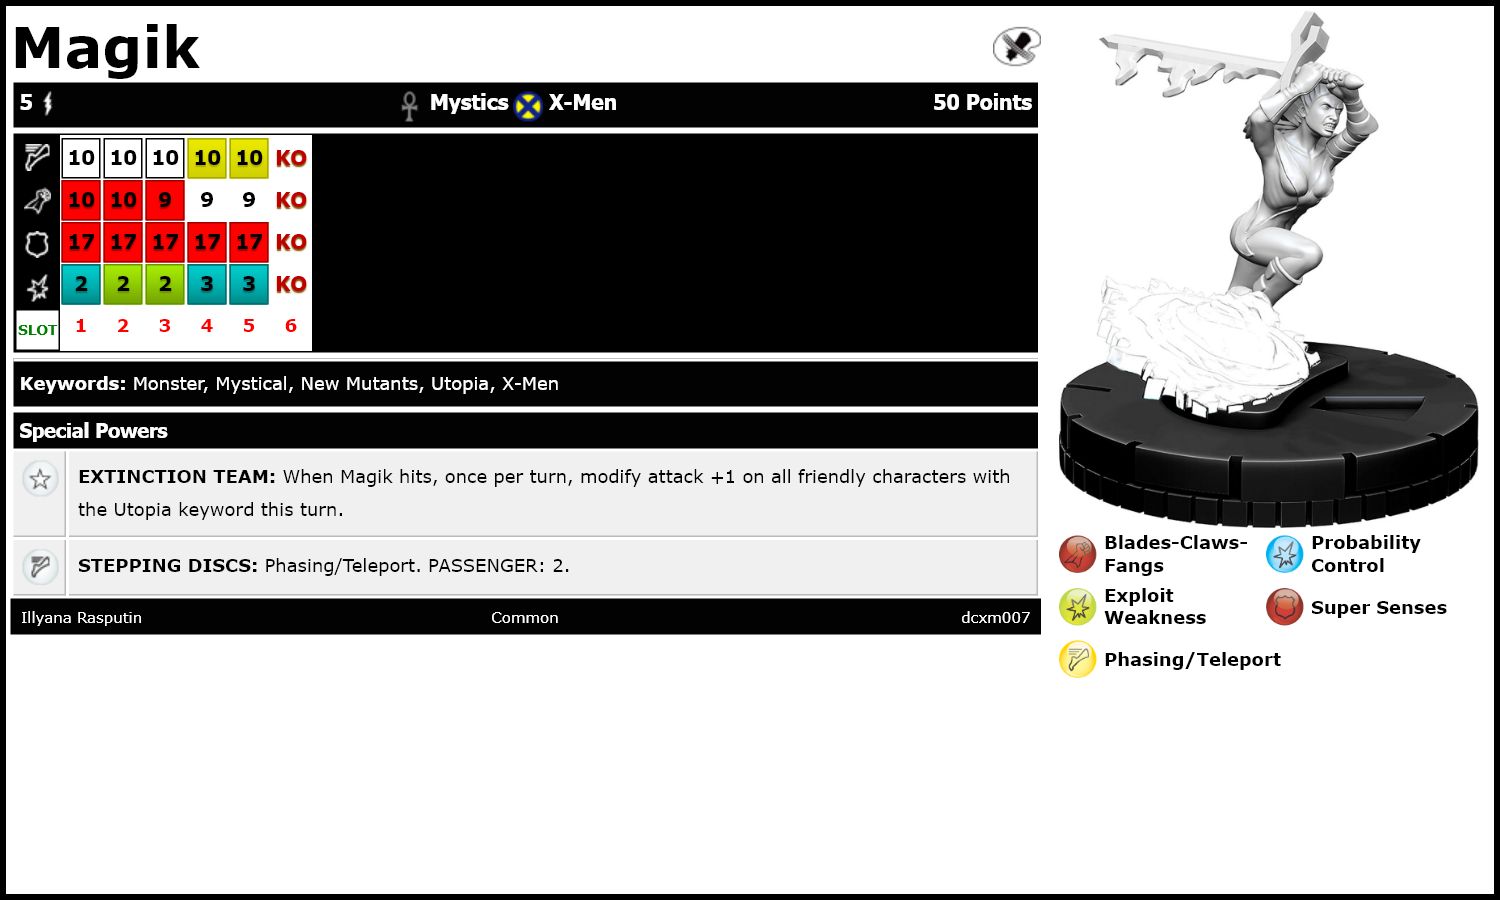 Magik
5 Mystics X-Men 50 Points
10 10 10 10 10 KO
10 10 9 9 9 KO
17 17 17 17 17 KO
2 2 2 3 3 KO
SLOT 1 2 3 4 5 6
Keywords: Monster, Mystical, New Mutants, Utopia, X-Men
Special Powers
EXTINCTION TEAM: When Magik hits, once per turn, modify attack +1 on all friendly characters with
the Utopia keyword this turn.
STEPPING DISCS: Phasing/Teleport. PASSENGER: 2.
Illyana Rasputin Common dcxm007
Blades-Claws-
Fangs
Probability
Control
Exploit
Weakness
Super Senses
Phasing/Teleport